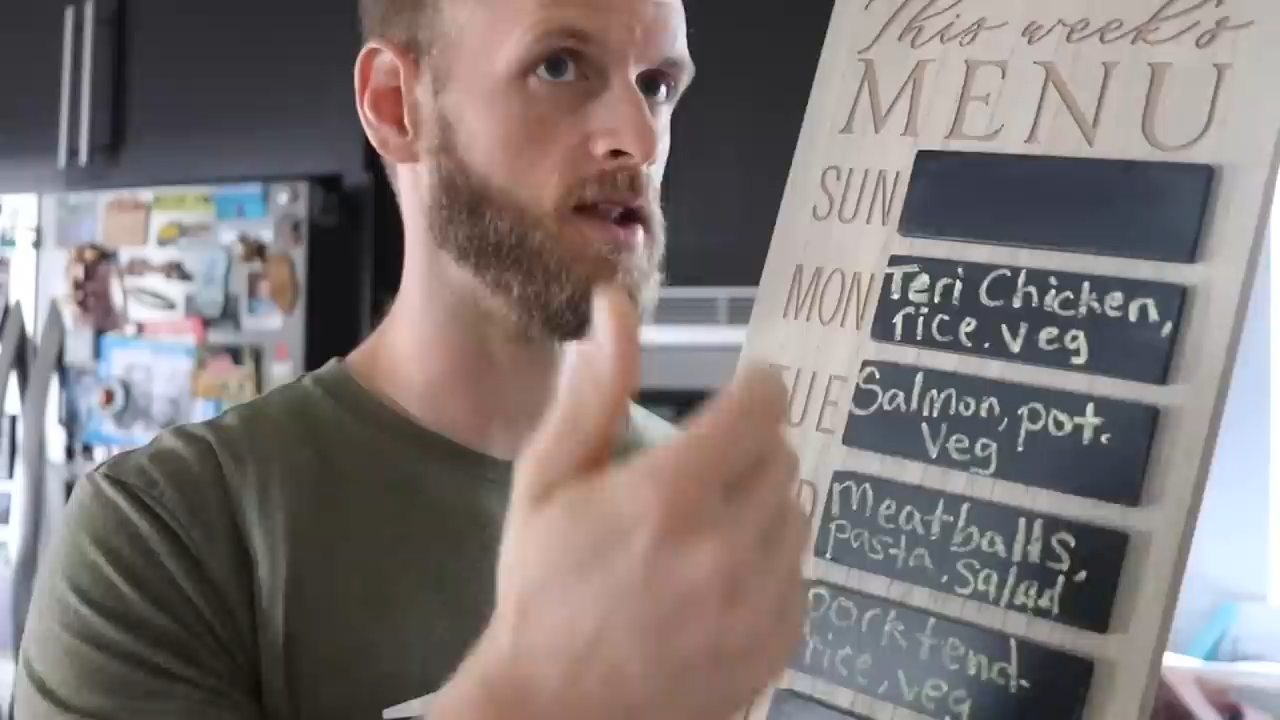 This week's
MENU
SUN
MON
Teri Chicken,
rice. veg
TUE
Salmon, pot.
Veg
D
Meatballs,
pasta, salad
pork tend.
rice, veg